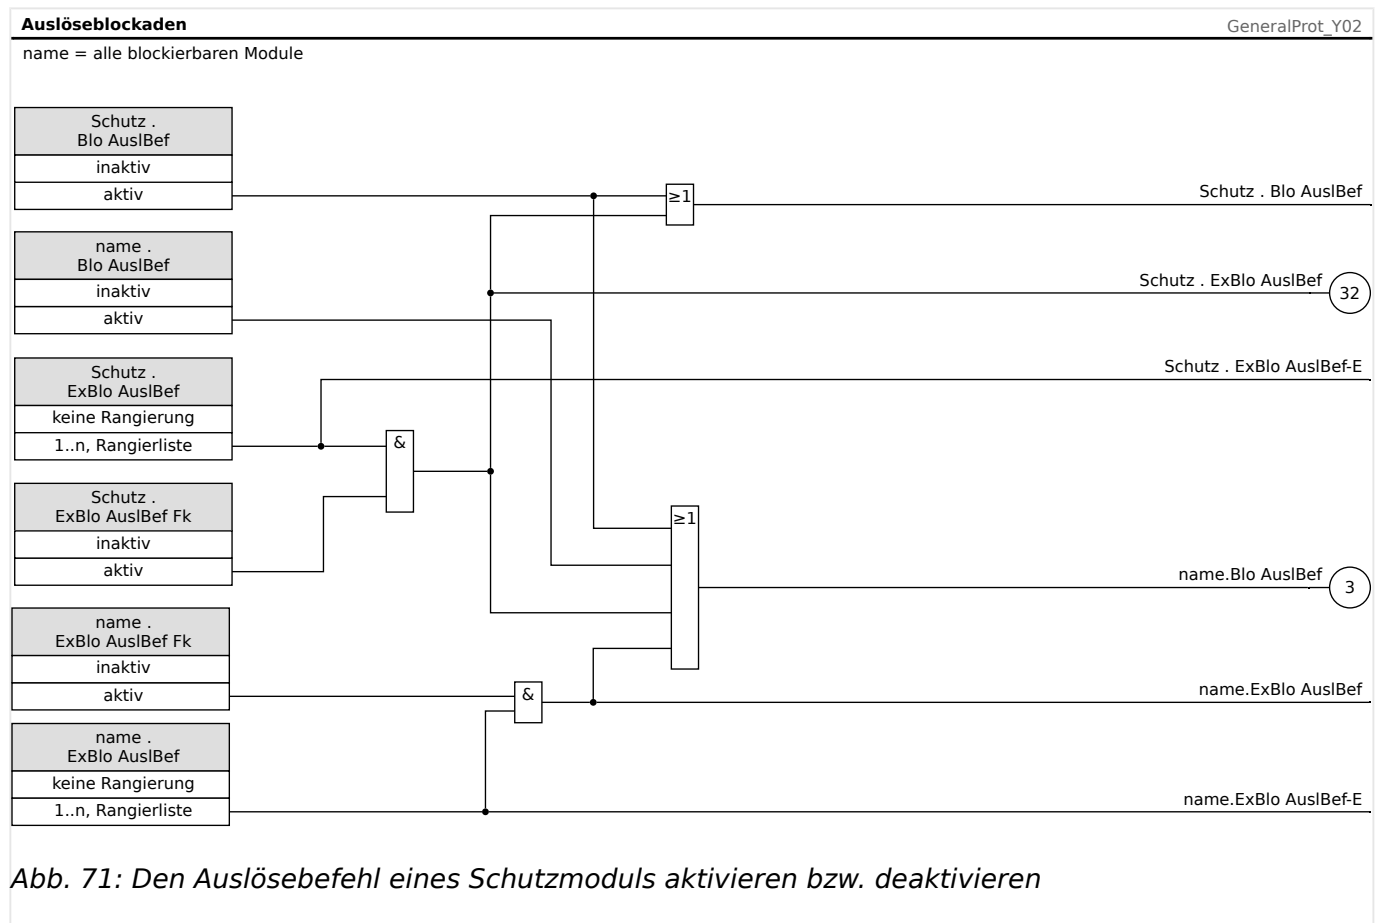 Auslöseblockaden
GeneralProt_Y02
name = alle blockierbaren Module
Schutz .
Blo AuslBef
inaktiv
aktiv
≥1
Schutz . Blo AuslBef
name .
Blo AuslBef
inaktiv
aktiv
Schutz . ExBlo AuslBef
32
Schutz .
ExBlo AuslBef
keine Rangierung
1..n, Rangierliste
&
Schutz . ExBlo AuslBef-E
Schutz .
ExBlo AuslBef Fk
inaktiv
aktiv
≥1
name.Blo AuslBef
3
name .
ExBlo AuslBef Fk
inaktiv
aktiv
&
name.ExBlo AuslBef
name .
ExBlo AuslBef
keine Rangierung
1..n, Rangierliste
name.ExBlo AuslBef-E
Abb. 71: Den Auslösebefehl eines Schutzmoduls aktivieren bzw. deaktivieren